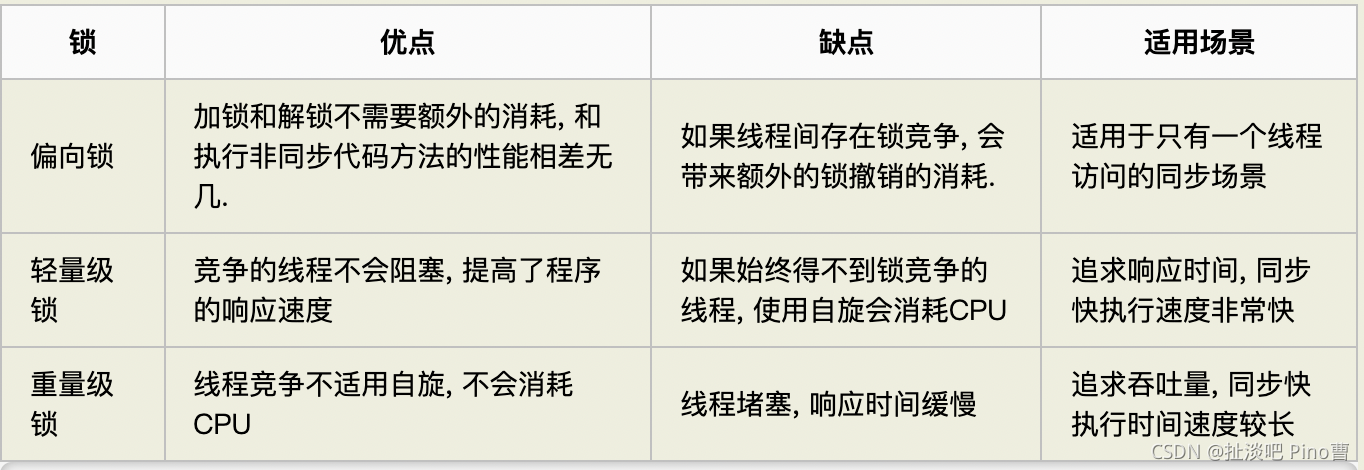 锁 优点 缺点 适用场景
加锁和解锁不需要额外的消耗, 和
执行非同步代码方法的性能相差无
几.
偏向锁
如果线程间存在锁竞争, 会
带来额外的锁撤销的消耗.
适用于只有一个线程
访问的同步场景
轻量级
锁
竞争的线程不会阻塞, 提高了程序
的响应速度
如果始终得不到锁竞争的
线程, 使用自旋会消耗CPU
追求响应时间, 同步
快执行速度非常快
重量级
锁
线程竞争不适用自旋, 不会消耗
CPU
线程堵塞, 响应时间缓慢
追求吞吐量, 同步快
执行时间速度较长
CSDN @扯淡吧 Pino曹